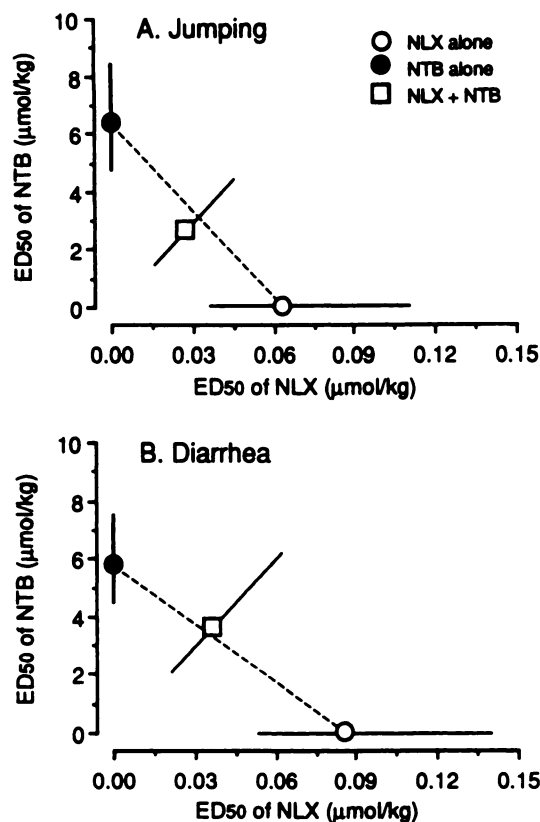 A. Jumping
NLX alone
NTB alone
NLX + NTB
ED50 of NTB (μmol/kg)
10
8
6
4
2
0
0.00 0.03 0.06 0.09 0.12 0.15
ED50 of NLX (μmol/kg)
B. Diarrhea
ED50 of NTB (μmol/kg)
10
8
6
4
2
0
0.00 0.03 0.06 0.09 0.12 0.15
ED50 of NLX (μmol/kg)